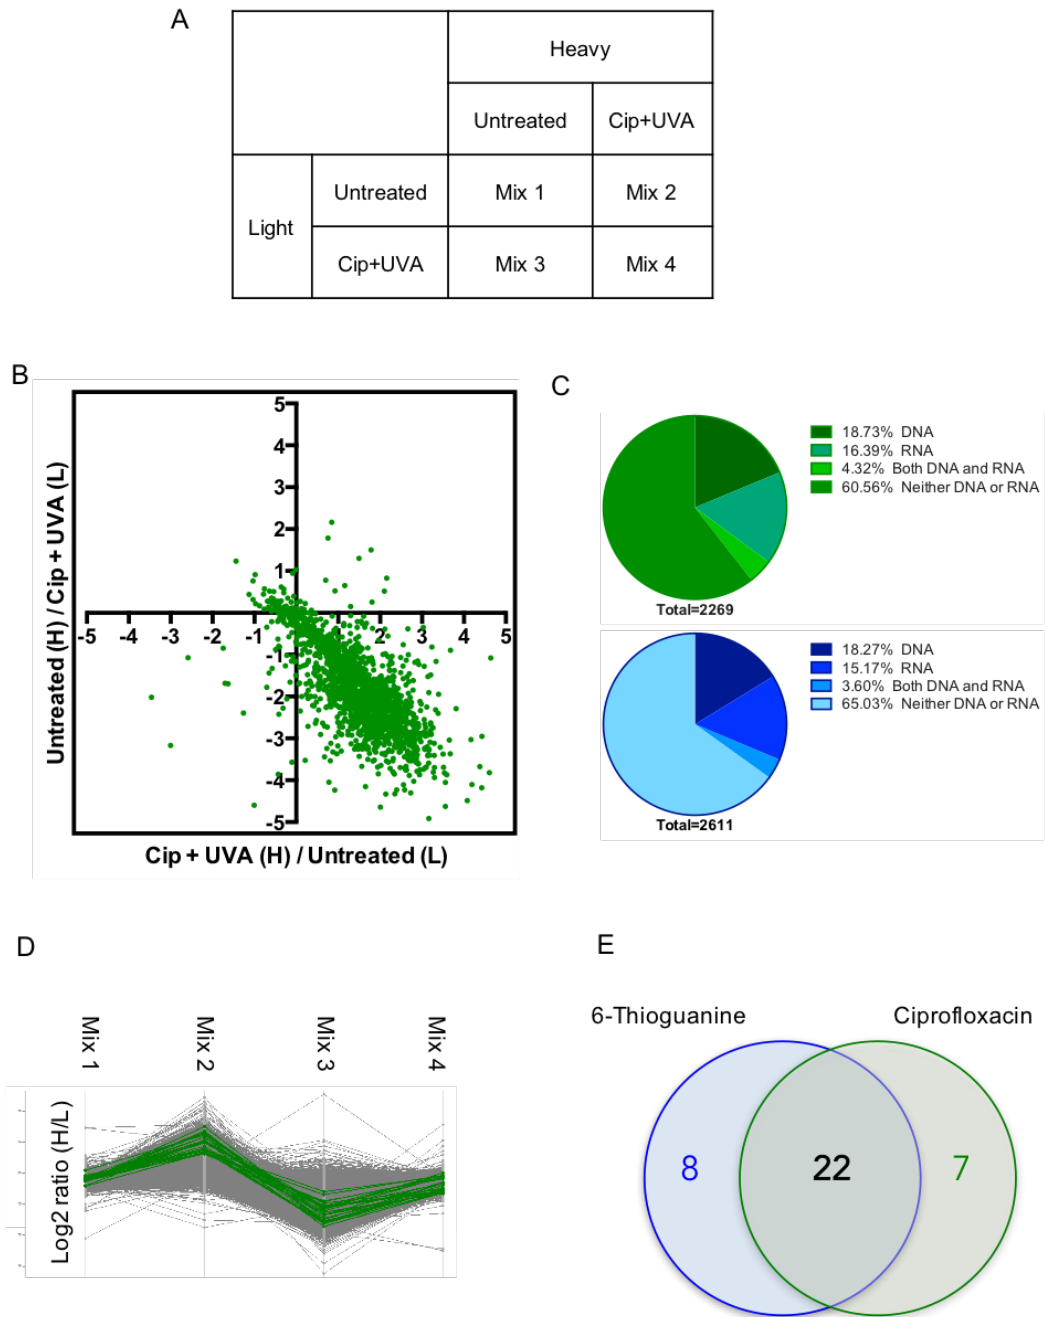 A
Heavy
Untreated
Cip+UVA
Light
Untreated
Mix 1
Mix 2
Cip+UVA
Mix 3
Mix 4
B
Untreated (H) / Cip + UVA (L)
5
4
3
2
1
-5 -4 -3 -2 -1 1 2 3 4 5
-1
-2
-3
-4
-5
Cip + UVA (H) / Untreated (L)
C
18.73% DNA
16.39% RNA
4.32% Both DNA and RNA
60.56% Neither DNA or RNA
Total=2269
18.27% DNA
15.17% RNA
3.60% Both DNA and RNA
65.03% Neither DNA or RNA
Total=2611
D
Mix 1
Mix 2
Mix 3
Mix 4
Log2 ratio (H/L)
E
6-Thioguanine
Ciprofloxacin
8
22
7